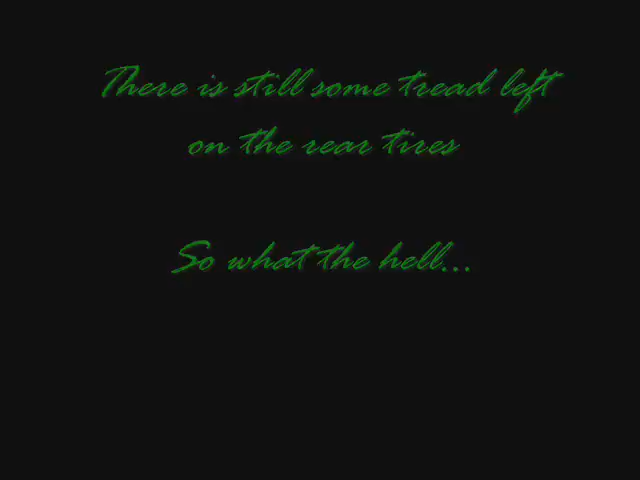 There is still some tread left
on the rear tires
So what the hell...